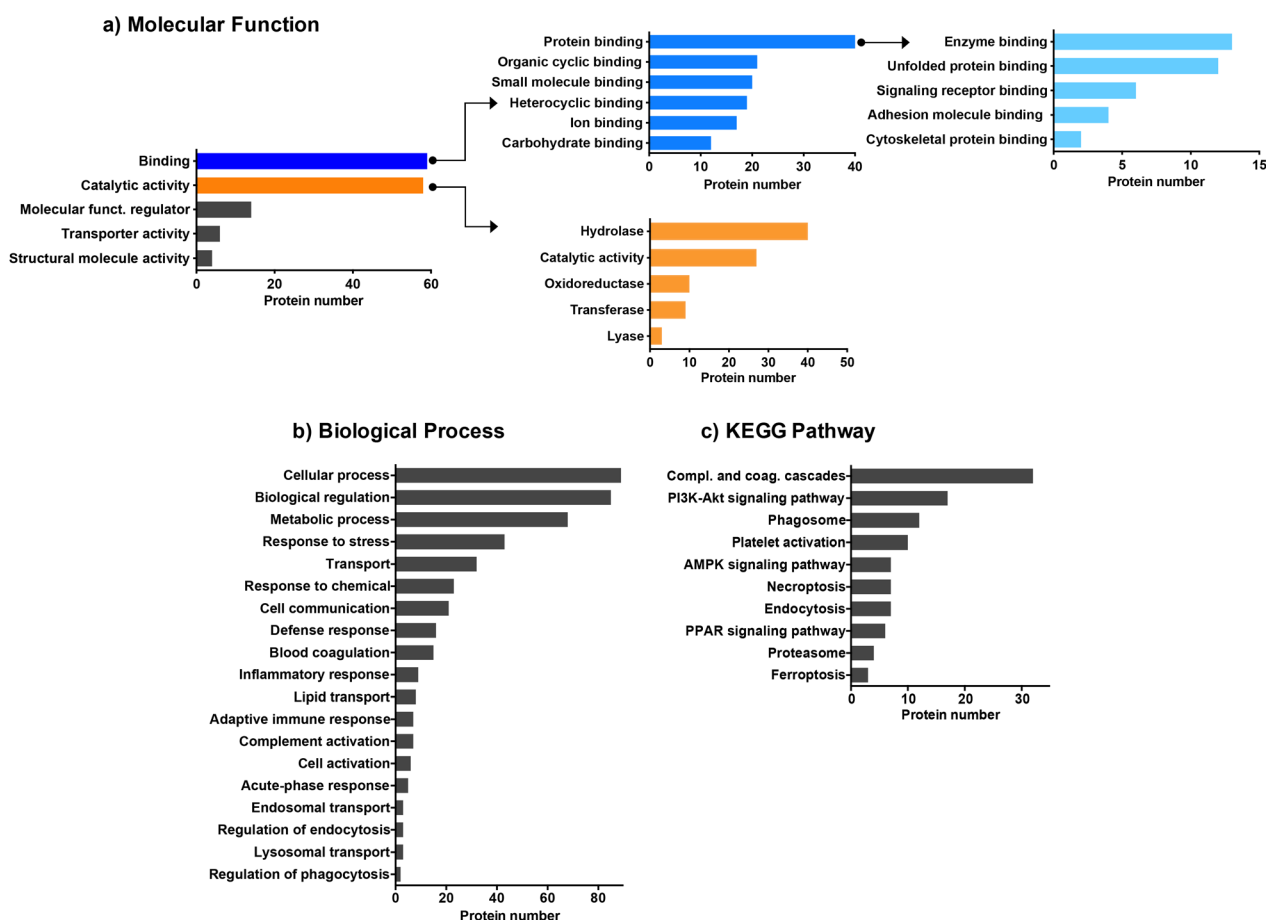 a) Molecular Function
Binding
Catalytic activity
Molecular funct. regulator
Transporter activity
Structural molecule activity
0 20 40 60
Protein number
Protein binding
Organic cyclic binding
Small molecule binding
Heterocyclic binding
Ion binding
Carbohydrate binding
0 10 20 30 40
Protein number
Enzyme binding
Unfolded protein binding
Signaling receptor binding
Adhesion molecule binding
Cytoskeletal protein binding
0 5 10 15
Protein number
Hydrolase
Catalytic activity
Oxidoreductase
Transferase
Lyase
0 10 20 30 40 50
Protein number
b) Biological Process
Cellular process
Biological regulation
Metabolic process
Response to stress
Transport
Response to chemical
Cell communication
Defense response
Blood coagulation
Inflammatory response
Lipid transport
Adaptive immune response
Complement activation
Cell activation
Acute-phase response
Endosomal transport
Regulation of endocytosis
Lysosomal transport
Regulation of phagocytosis
0 20 40 60 80
Protein number
c) KEGG Pathway
Compl. and coag. cascades
PI3K-Akt signaling pathway
Phagosome
Platelet activation
AMPK signaling pathway
Necroptosis
Endocytosis
PPAR signaling pathway
Proteasome
Ferroptosis
0 10 20 30
Protein number